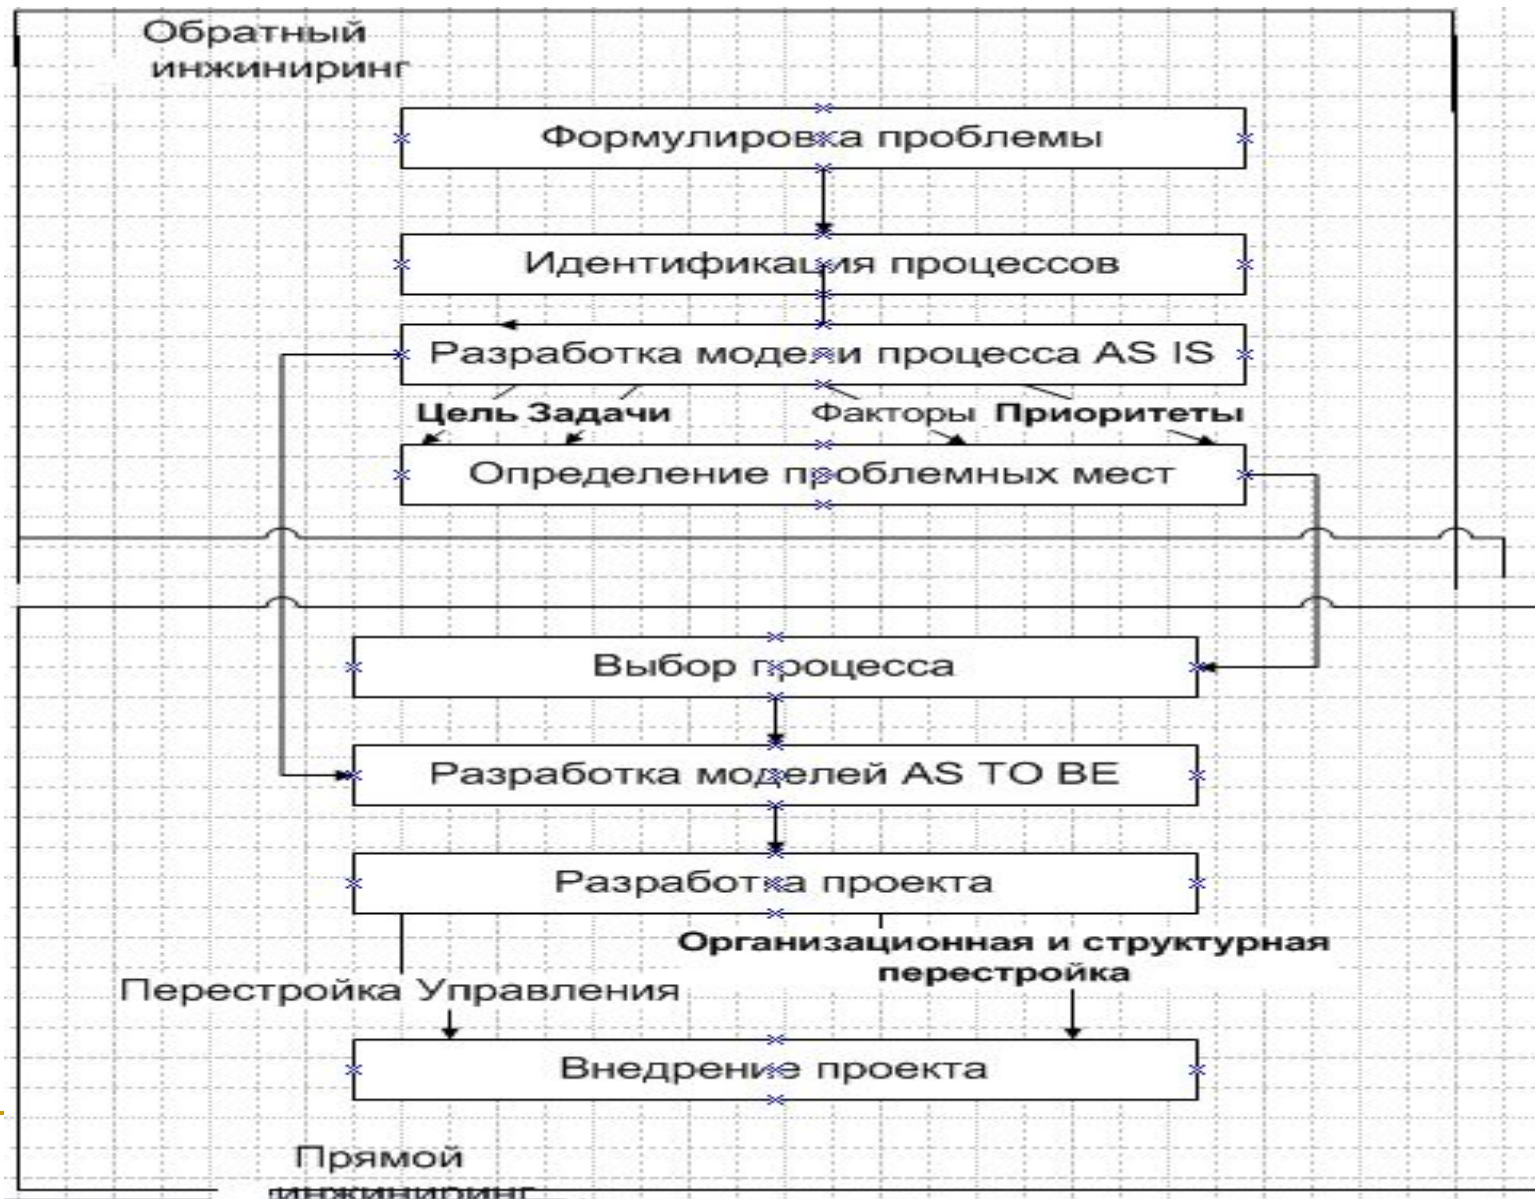 Обратный
инжиниринг
Формулировка проблемы
Идентификация процессов
Разработка модели процесса AS IS
Цель Задачи Факторы Приоритеты
Определение проблемных мест
Выбор процесса
Разработка моделей AS TO BE
Разработка проекта
Организационная и структурная
перестройка
Перестройка Управления
Внедрение проекта
Прямой
инжиниринг